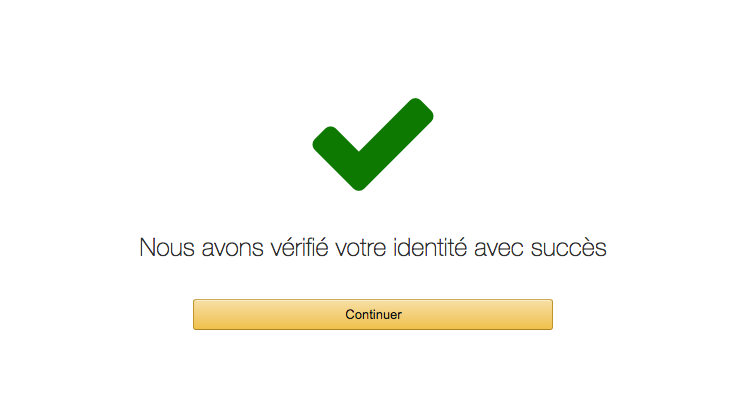 Nous avons vérifié votre identité avec succès
Continuer